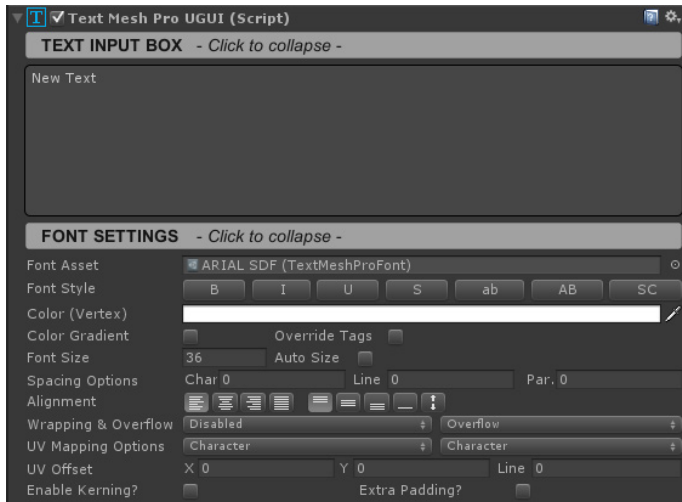 Text Mesh Pro UGUI (Script)
TEXT INPUT BOX - Click to collapse -
New Text
FONT SETTINGS - Click to collapse -
Font Asset ARIAL SDF (TextMeshProFont)
Font Style B I U S ab AB SC
Color (Vertex)
Color Gradient Override Tags
Font Size 36 Auto Size
Spacing Options Char 0 Line 0 Par. 0
Alignment
Wrapping & Overflow Disabled Overflow
UV Mapping Options Character Character
UV Offset X 0 Y 0 Line 0
Enable Kerning? Extra Padding?